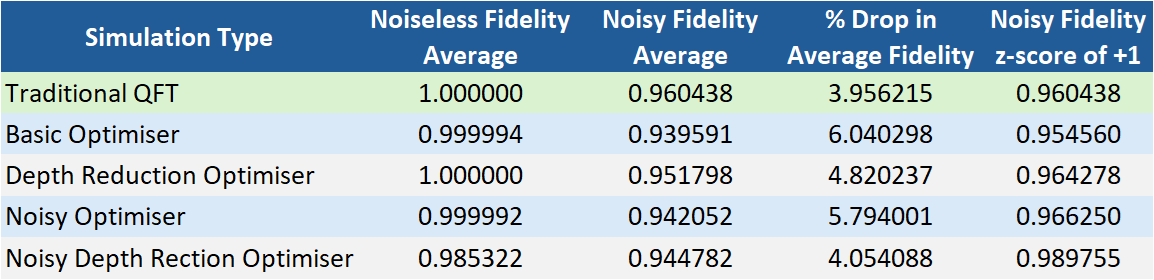 Simulation Type Noiseless Fidelity Average Noisy Fidelity Average % Drop in Average Fidelity Noisy Fidelity z-score of +1
Traditional QFT 1.000000 0.960438 3.956215 0.960438
Basic Optimiser 0.999994 0.939591 6.040298 0.954560
Depth Reduction Optimiser 1.000000 0.951798 4.820237 0.964278
Noisy Optimiser 0.999992 0.942052 5.794001 0.966250
Noisy Depth Rection Optimiser 0.985322 0.944782 4.054088 0.989755